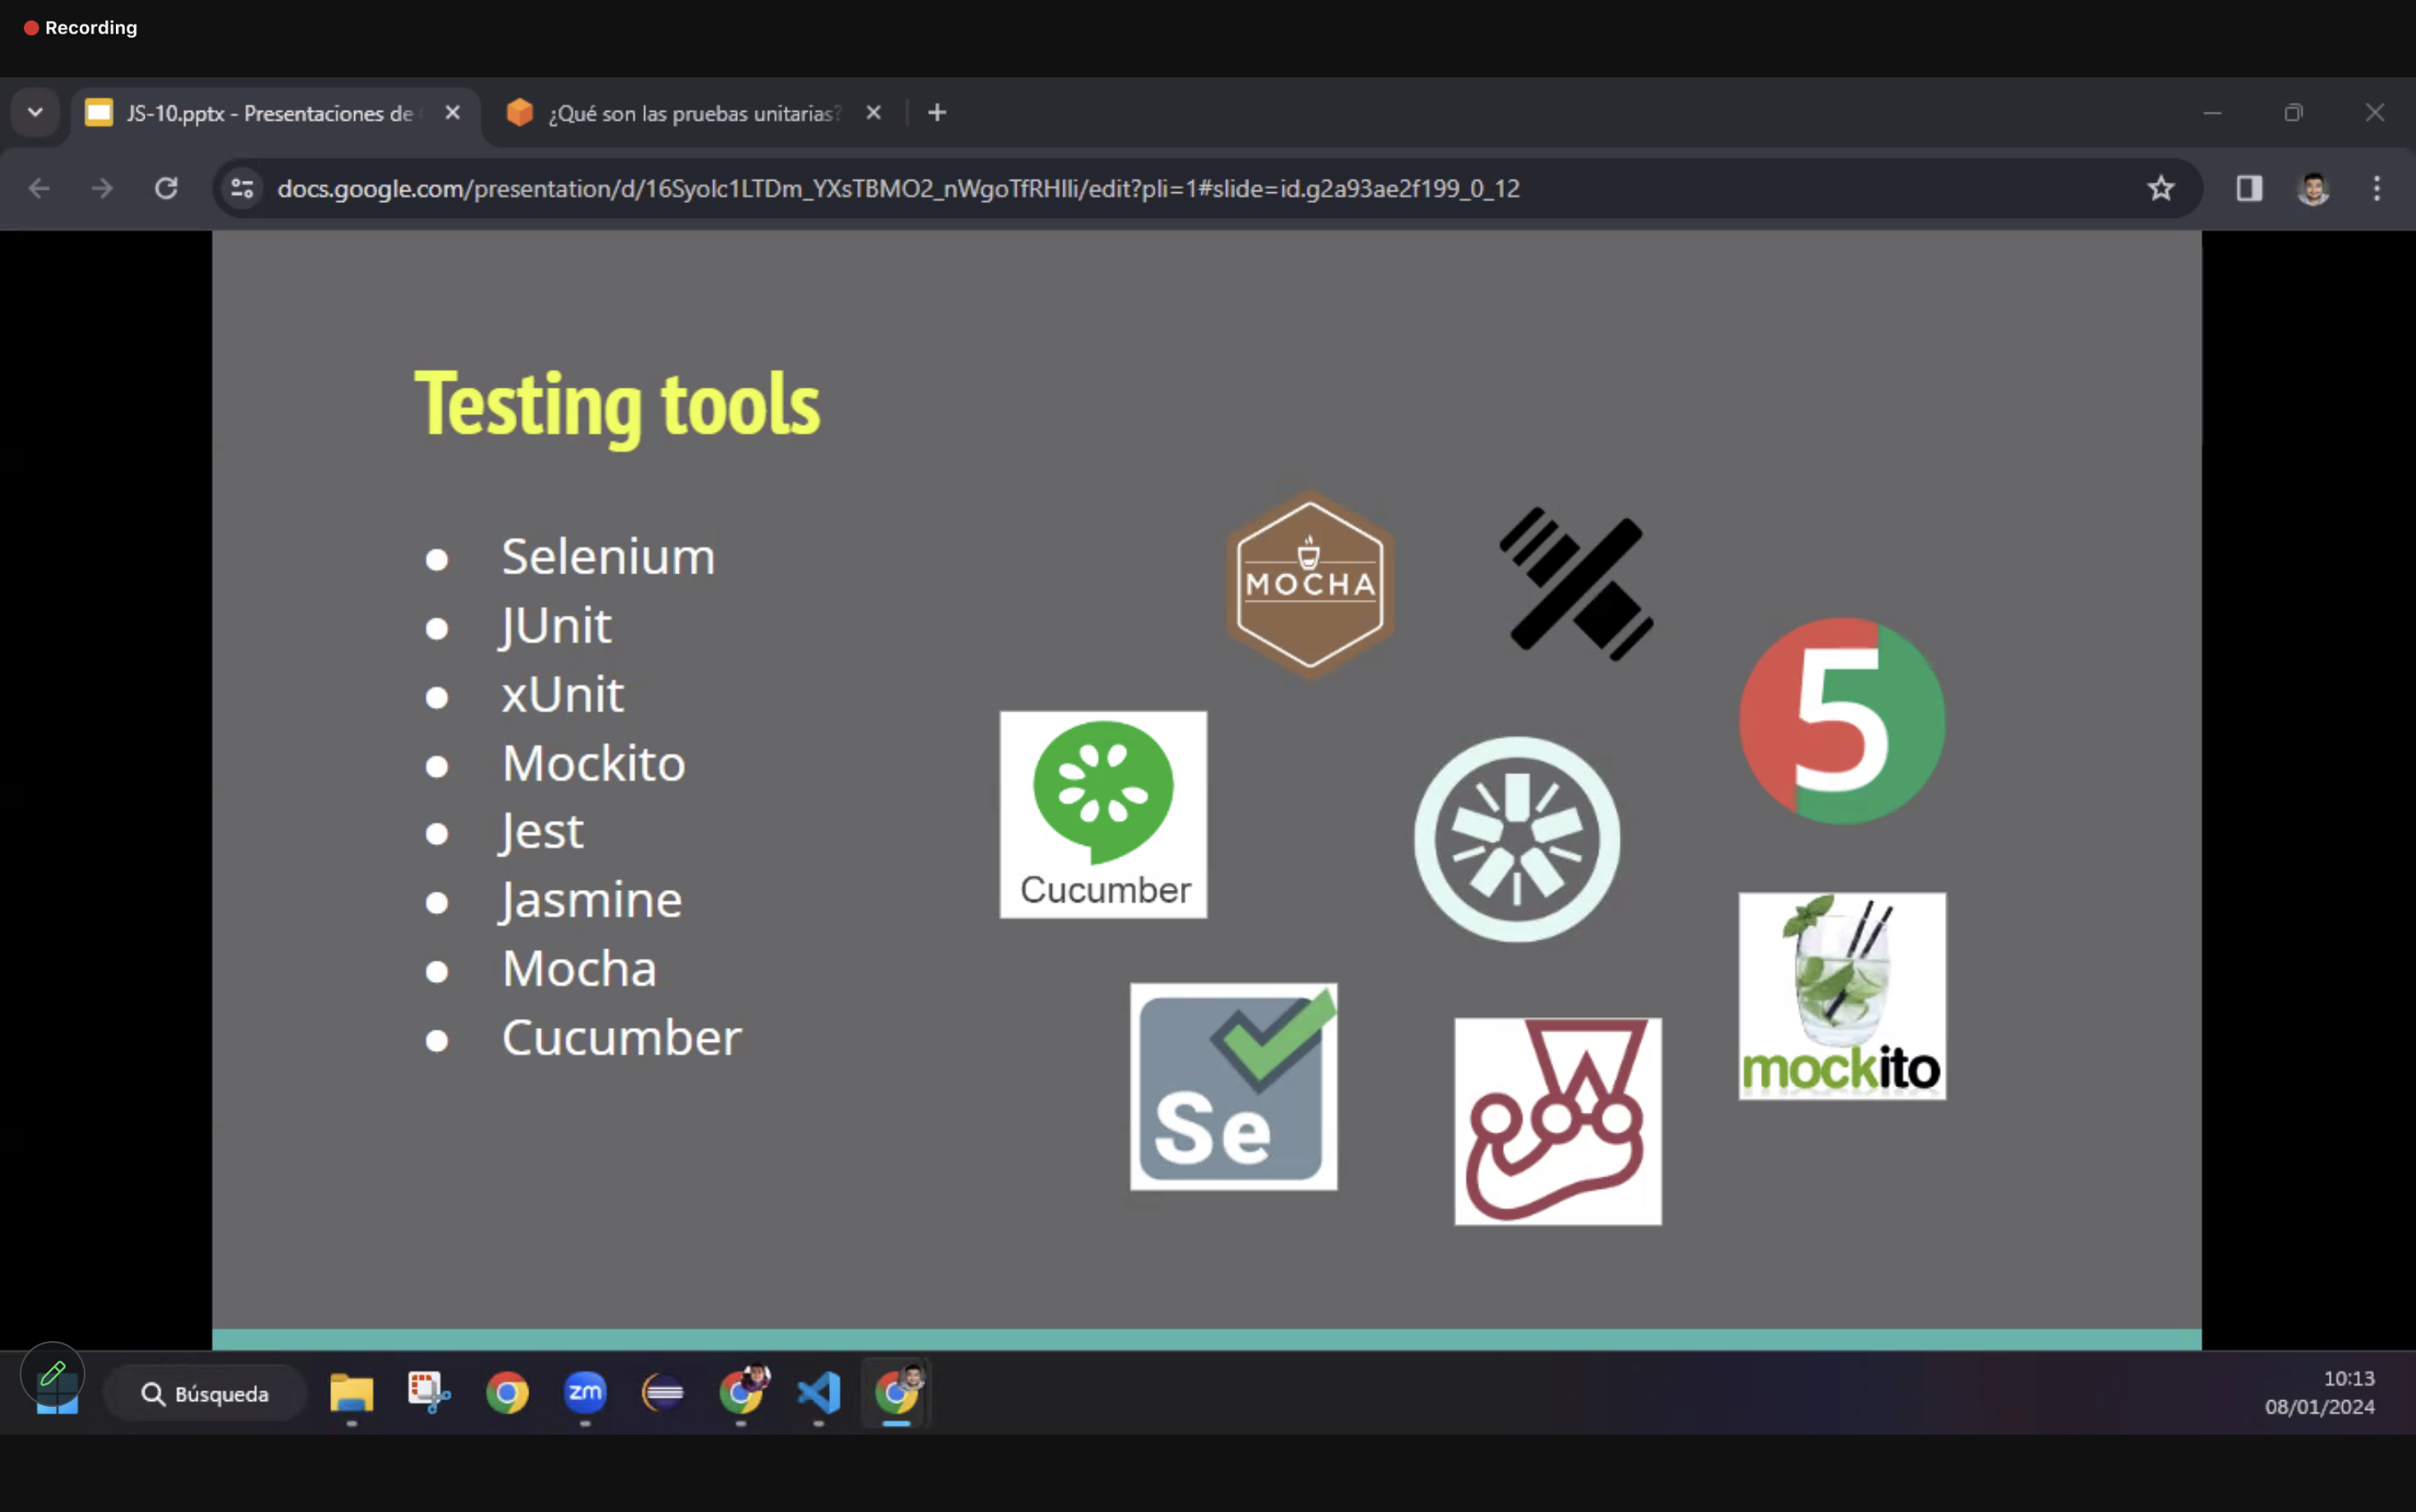 Recording
JS-10.pptx - Presentaciones de
¿Qué son las pruebas unitarias?
docs.google.com/presentation/d/16Syolc1LTDm_YXsTBMO2_nWgoTfRHlli/edit?pli=1#slide=id.g2a93ae2f199_0_12
Testing tools
● Selenium
● JUnit
● xUnit
● Mockito
● Jest
● Jasmine
● Mocha
● Cucumber
MOCHA
5
Cucumber
mockito
Se
Búsqueda
zm
10:13
08/01/2024